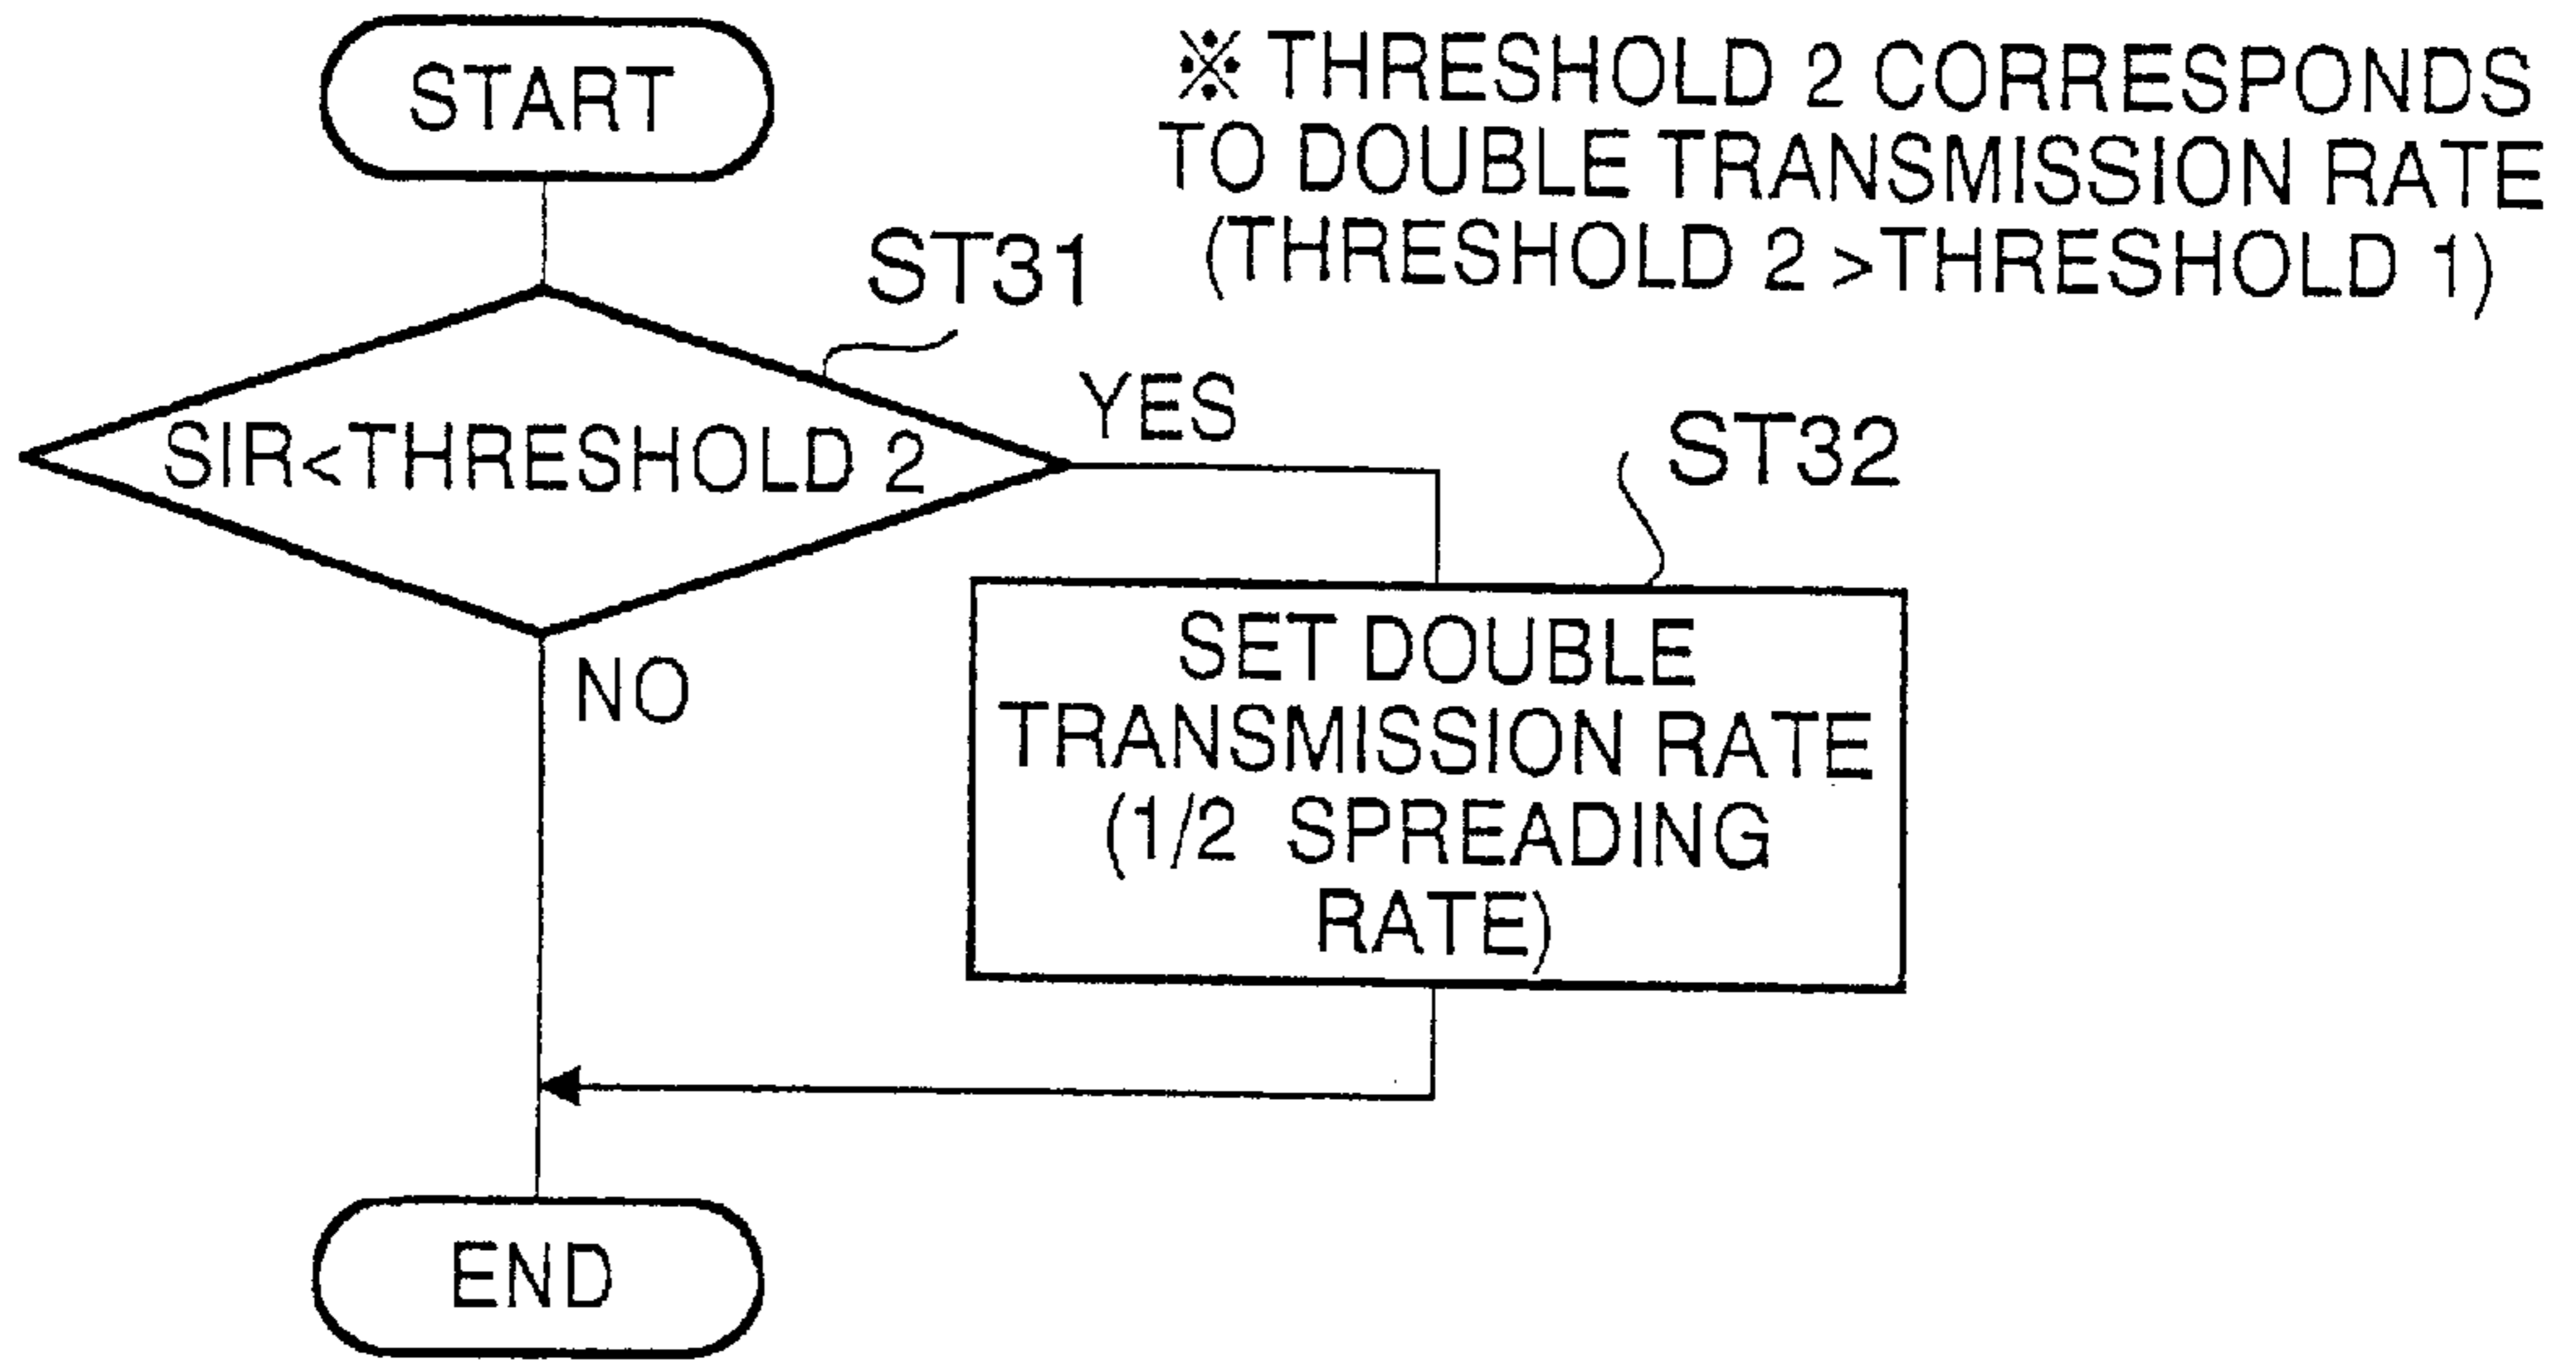 START
※ THRESHOLD 2 CORRESPONDS
TO DOUBLE TRANSMISSION RATE
(THRESHOLD 2 >THRESHOLD 1)
ST31
SIR<THRESHOLD 2
YES
ST32
NO
SET DOUBLE
TRANSMISSION RATE
(1/2 SPREADING
RATE)
END